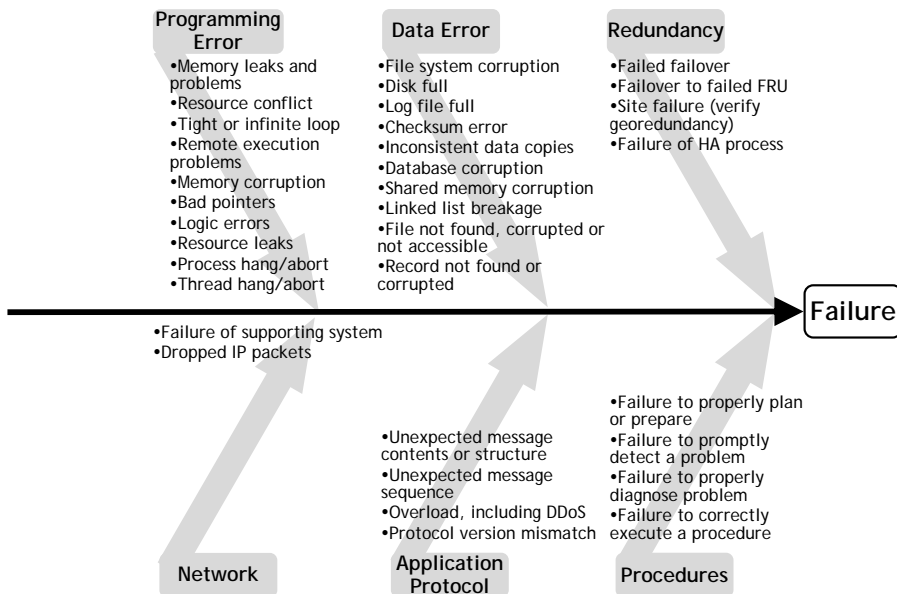 Programming
Error
•Memory leaks and
problems
•Resource conflict
•Tight or infinite loop
•Remote execution
problems
•Memory corruption
•Bad pointers
•Logic errors
•Resource leaks
•Process hang/abort
•Thread hang/abort
Data Error
•File system corruption
•Disk full
•Log file full
•Checksum error
•Inconsistent data copies
•Database corruption
•Shared memory corruption
•Linked list breakage
•File not found, corrupted or
not accessible
•Record not found or
corrupted
Redundancy
•Failed failover
•Failover to failed FRU
•Site failure (verify
georedundancy)
•Failure of HA process
Failure
•Failure of supporting system
•Dropped IP packets
Network
•Unexpected message
contents or structure
•Unexpected message
sequence
•Overload, including DDoS
•Protocol version mismatch
Application
Protocol
•Failure to properly plan
or prepare
•Failure to promptly
detect a problem
•Failure to properly
diagnose problem
•Failure to correctly
execute a procedure
Procedures